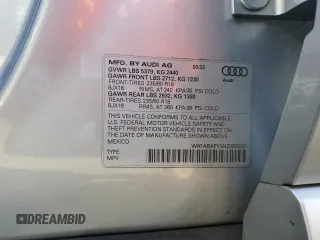 MFD. BY AUDI AG 03/22
GVWR LBS 5379, KG 2440
GAWR FRONT LBS 2712, KG 1230
FRONT-TIRES 235/60 R18
8JX18 RIMS, AT 240 KPA 35 PSI COLD
GAWR REAR LBS 2932, KG 1330
REAR-TIRES 235/60 R18
8JX18 RIMS, AT 260 KPA 38 PSI COLD
Audi
THIS VEHICLE CONFORMS TO ALL APPLICABLE
U.S. FEDERAL MOTOR VEHICLE SAFETY, BUMPER
AND THEFT PREVENTION STANDARDS IN EFFECT ON
THE DATE OF MANUFACTURE SHOWN ABOVE
MEXICO
TYPE:
MPV
DREAMBID